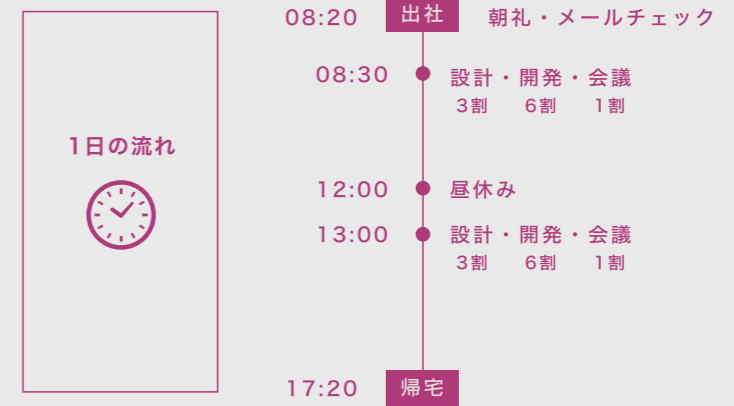 1日の流れ
08:20 出社 朝礼・メールチェック
08:30 設計・開発・会議
3割 6割 1割
12:00 昼休み
13:00 設計・開発・会議
3割 6割 1割
17:20 帰宅